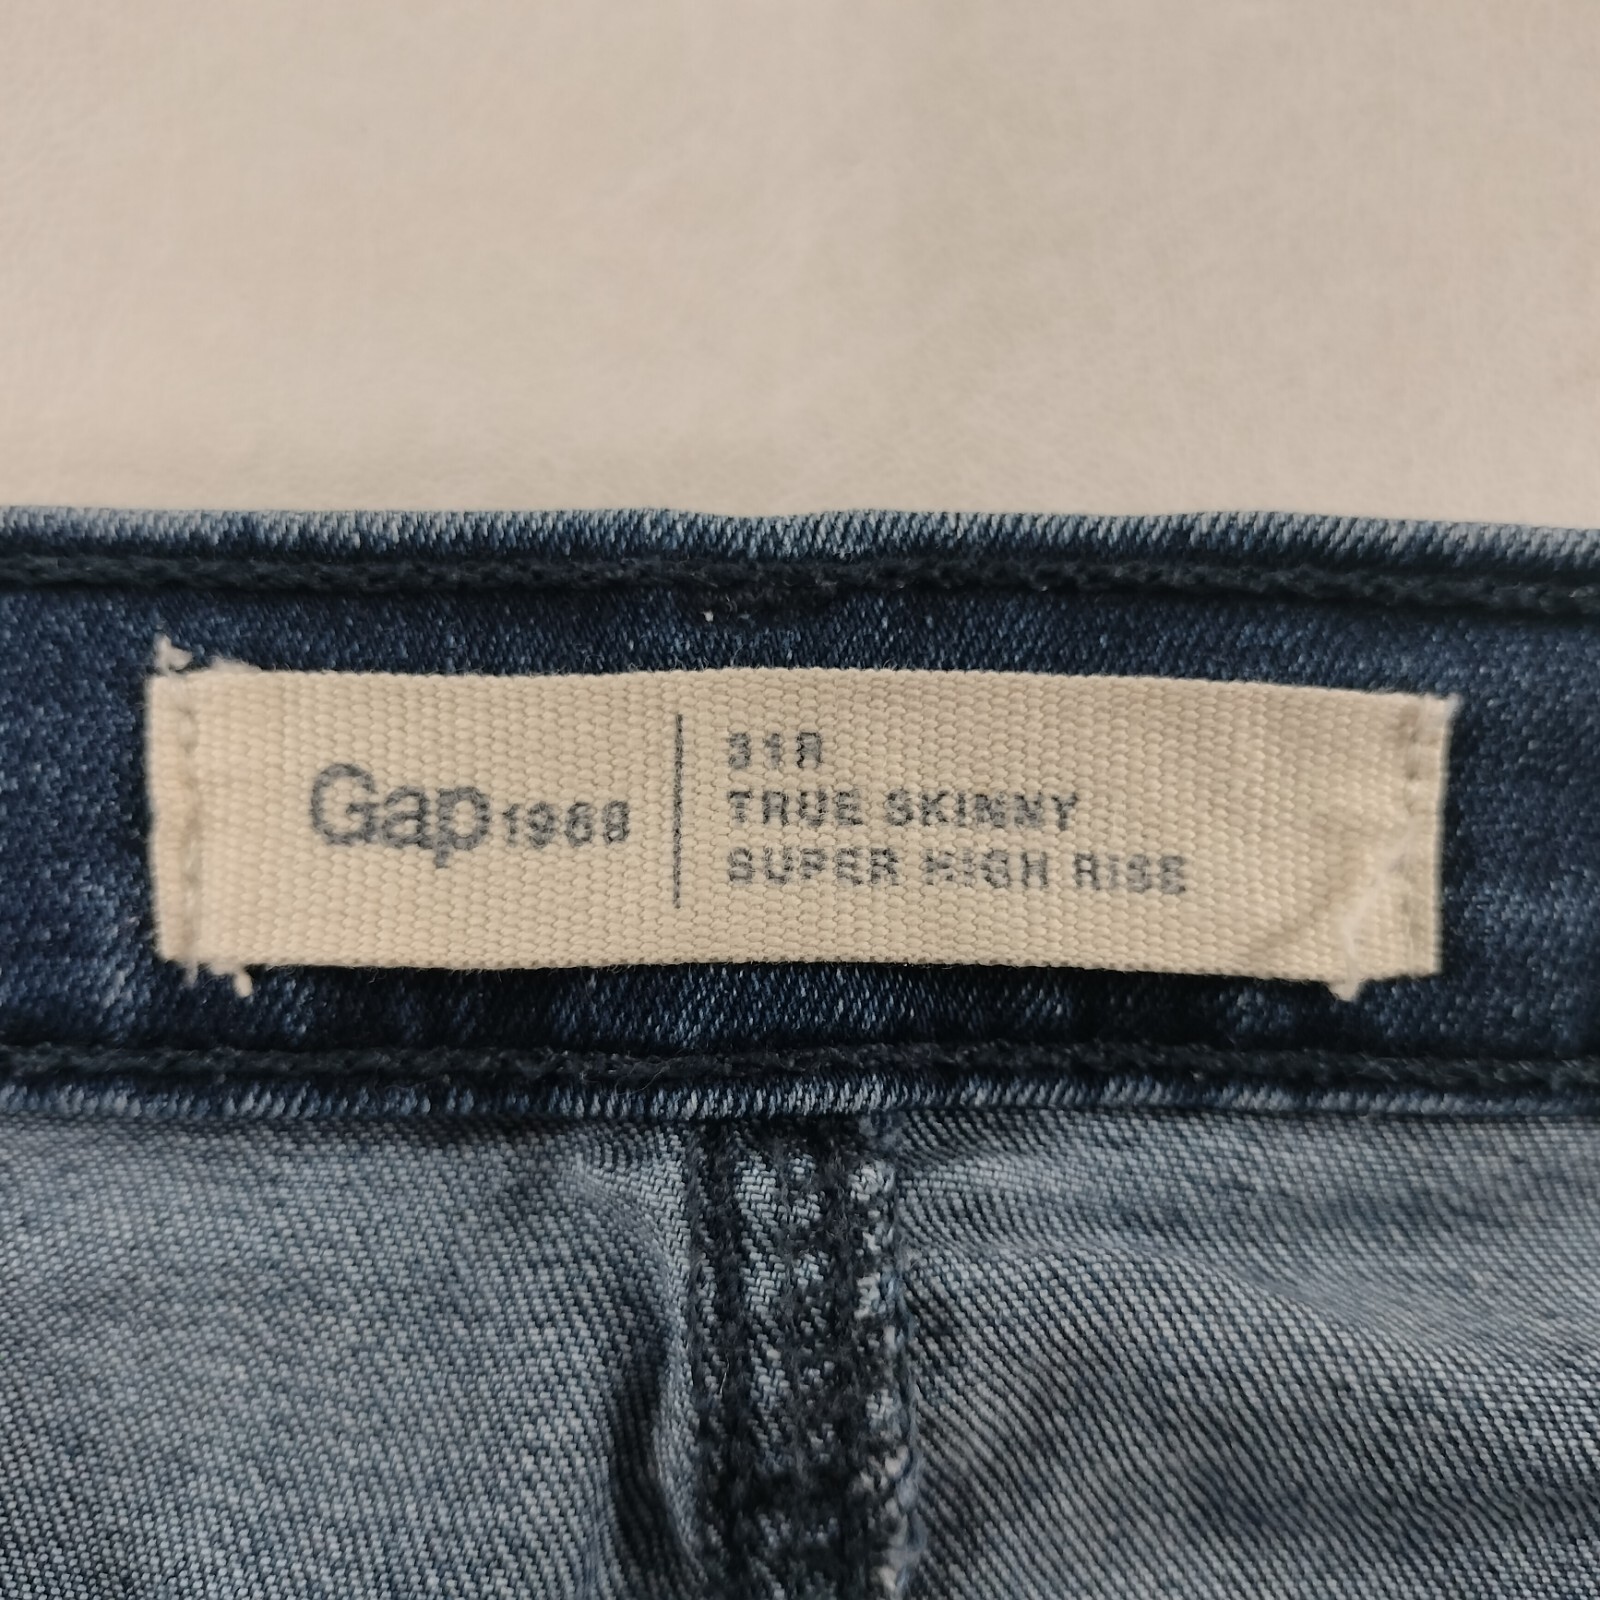 Gap 1969
31R
TRUE SKINNY
SUPER HIGH RISE